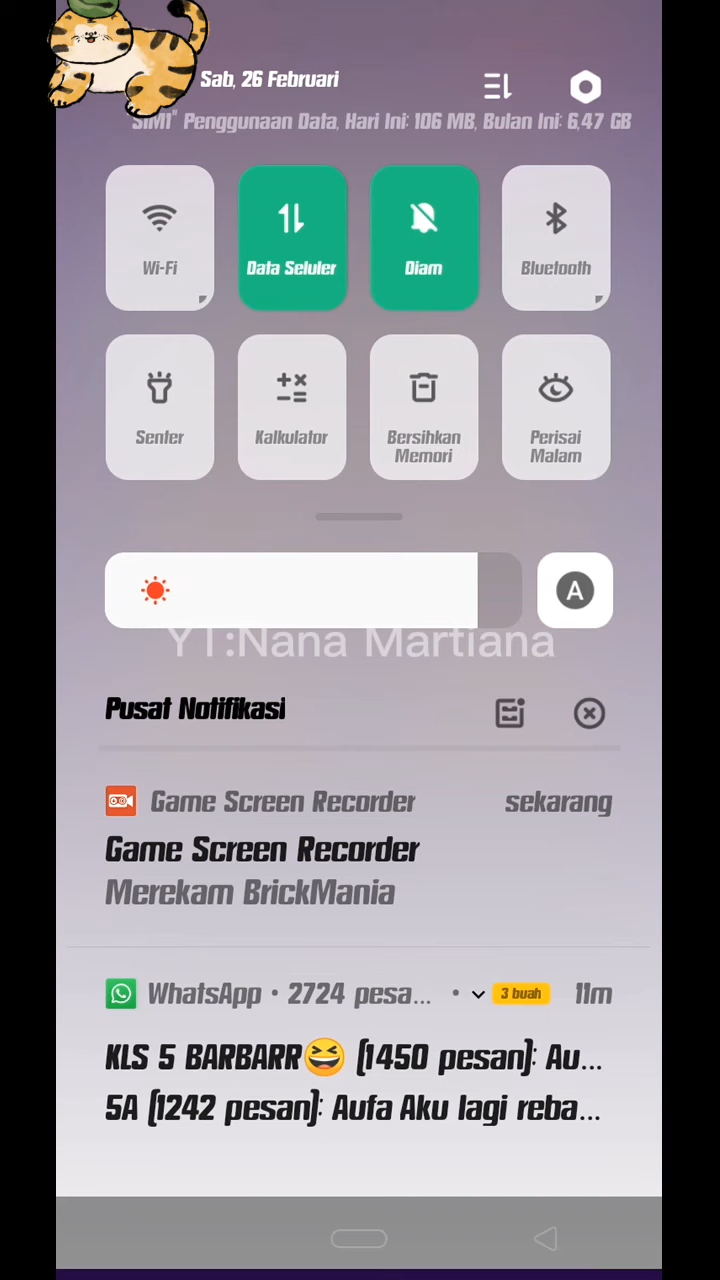 Sab, 26 Februari
SIM1" Penggunaan Data, Hari Ini: 106 MB, Bulan Ini: 6,47 GB
Wi-Fi
Data Seluler
Diam
Bluetooth
Senter
Kalkulator
Bersihkan
Memori
Perisai
Malam
A
YT:Nana Martiana
Pusat Notifikasi
Game Screen Recorder sekarang
Game Screen Recorder
Merekam BrickMania
WhatsApp • 2724 pesa... • 3 buah 11m
KLS 5 BARBARR😆 (1450 pesan): Au...
5A (1242 pesan): Aufa Aku lagi reba...